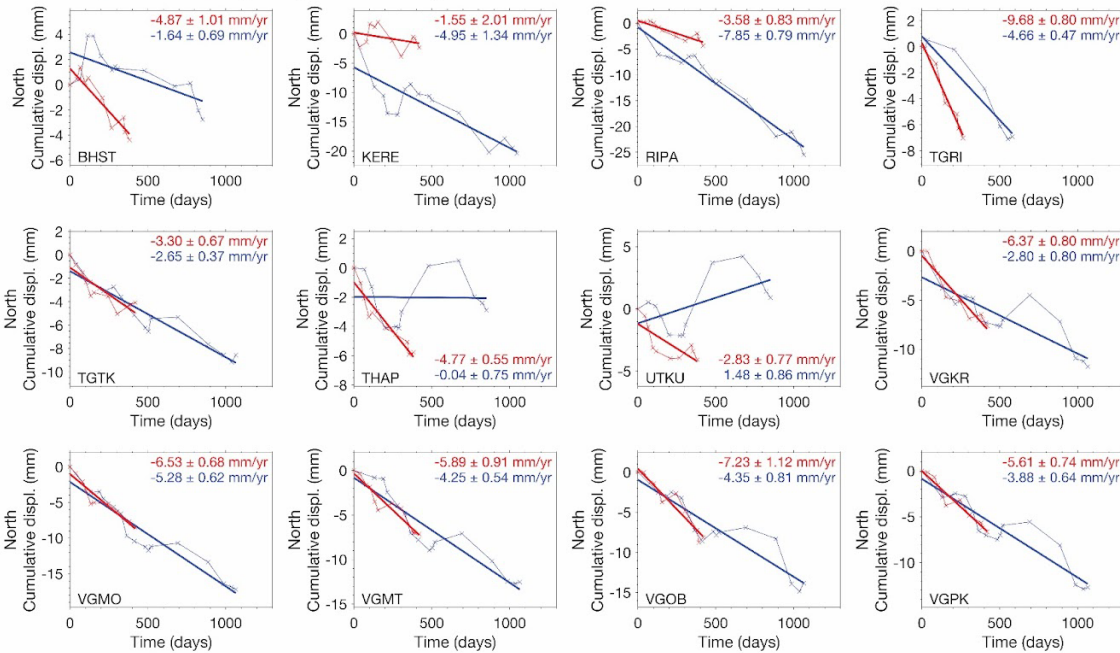 -4.87 ± 1.01 mm/yr
-1.64 ± 0.69 mm/yr
North
Cumulative displ. (mm)
6
4
2
0
-2
-4
-6
BHST
0
500
1000
Time (days)
-1.55 ± 2.01 mm/yr
-4.95 ± 1.34 mm/yr
North
Cumulative displ. (mm)
0
-5
-10
-15
-20
KERE
0
500
1000
Time (days)
-3.58 ± 0.83 mm/yr
-7.85 ± 0.79 mm/yr
North
Cumulative displ. (mm)
0
-5
-10
-15
-20
-25
RIPA
0
500
1000
Time (days)
-9.68 ± 0.80 mm/yr
-4.66 ± 0.47 mm/yr
North
Cumulative displ. (mm)
2
0
-2
-4
-6
-8
TGRI
0
500
1000
Time (days)
-3.30 ± 0.67 mm/yr
-2.65 ± 0.37 mm/yr
North
Cumulative displ. (mm)
2
0
-2
-4
-6
-8
-10
TGTK
0
500
1000
Time (days)
North
Cumulative displ. (mm)
2
0
-2
-4
-6
-8
-4.77 ± 0.55 mm/yr
-0.04 ± 0.75 mm/yr
THAP
0
500
1000
Time (days)
North
Cumulative displ. (mm)
5
0
-5
-2.83 ± 0.77 mm/yr
1.48 ± 0.86 mm/yr
UTKU
0
500
1000
Time (days)
-6.37 ± 0.80 mm/yr
-2.80 ± 0.80 mm/yr
North
Cumulative displ. (mm)
0
-5
-10
VGKR
0
500
1000
Time (days)
-6.53 ± 0.68 mm/yr
-5.28 ± 0.62 mm/yr
North
Cumulative displ. (mm)
0
-5
-10
-15
VGMO
0
500
1000
Time (days)
-5.89 ± 0.91 mm/yr
-4.25 ± 0.54 mm/yr
North
Cumulative displ. (mm)
0
-5
-10
-15
VGMT
0
500
1000
Time (days)
-7.23 ± 1.12 mm/yr
-4.35 ± 0.81 mm/yr
North
Cumulative displ. (mm)
0
-5
-10
-15
VGOB
0
500
1000
Time (days)
-5.61 ± 0.74 mm/yr
-3.88 ± 0.64 mm/yr
North
Cumulative displ. (mm)
0
-5
-10
VGPK
0
500
1000
Time (days)